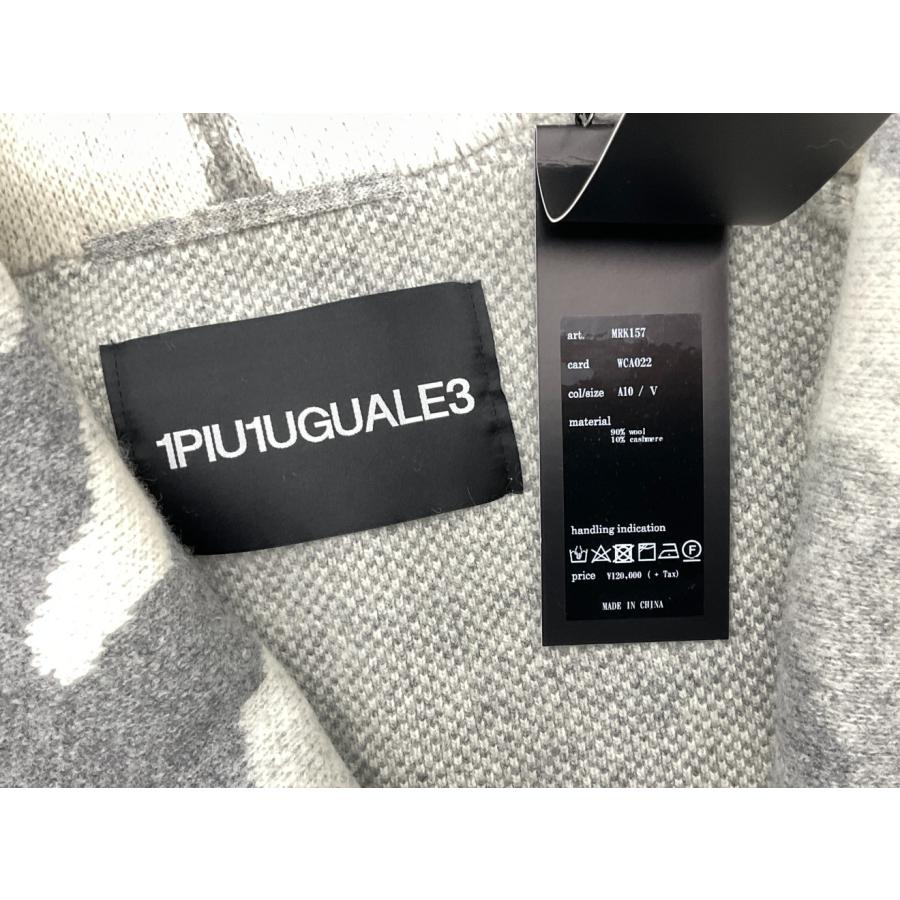 1PIU1UGUALE3
art. MRK157
card WCA022
col/size A10 / V
material
90% wool
10% cashmere
handling indication
F
price ¥120,000 ( + Tax)
MADE IN CHINA